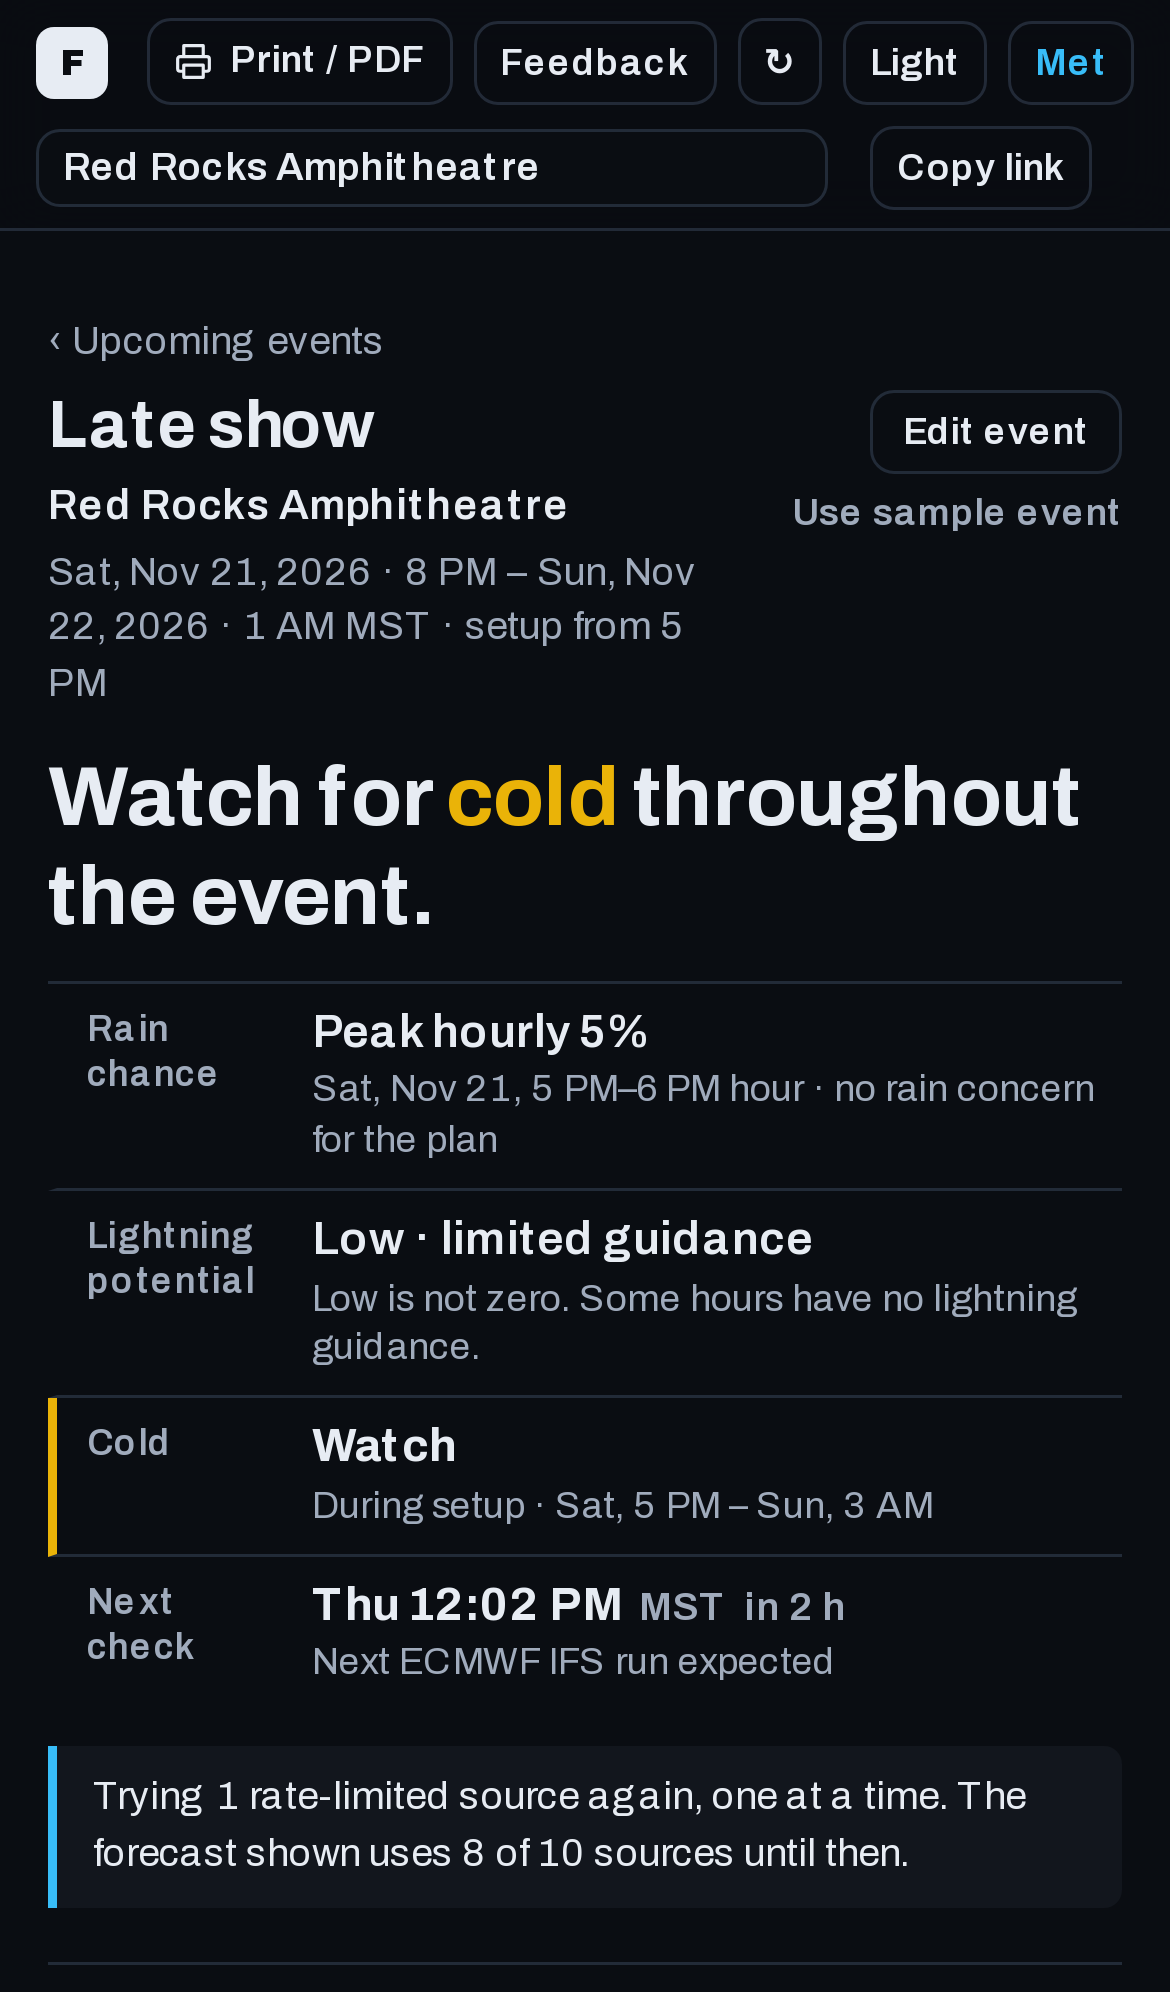 F Print / PDF Feedback ↻ Light Met
Red Rocks Amphitheatre Copy link
‹ Upcoming events
Late show
Edit event
Red Rocks Amphitheatre
Use sample event
Sat, Nov 21, 2026 · 8 PM – Sun, Nov
22, 2026 · 1 AM MST · setup from 5
PM
Watch for cold throughout
the event.
Rain
chance
Peak hourly 5%
Sat, Nov 21, 5 PM–6 PM hour · no rain concern
for the plan
Lightning
potential
Low · limited guidance
Low is not zero. Some hours have no lightning
guidance.
Cold
Watch
During setup · Sat, 5 PM – Sun, 3 AM
Next
check
Thu 12:02 PM MST in 2 h
Next ECMWF IFS run expected
Trying 1 rate-limited source again, one at a time. The
forecast shown uses 8 of 10 sources until then.